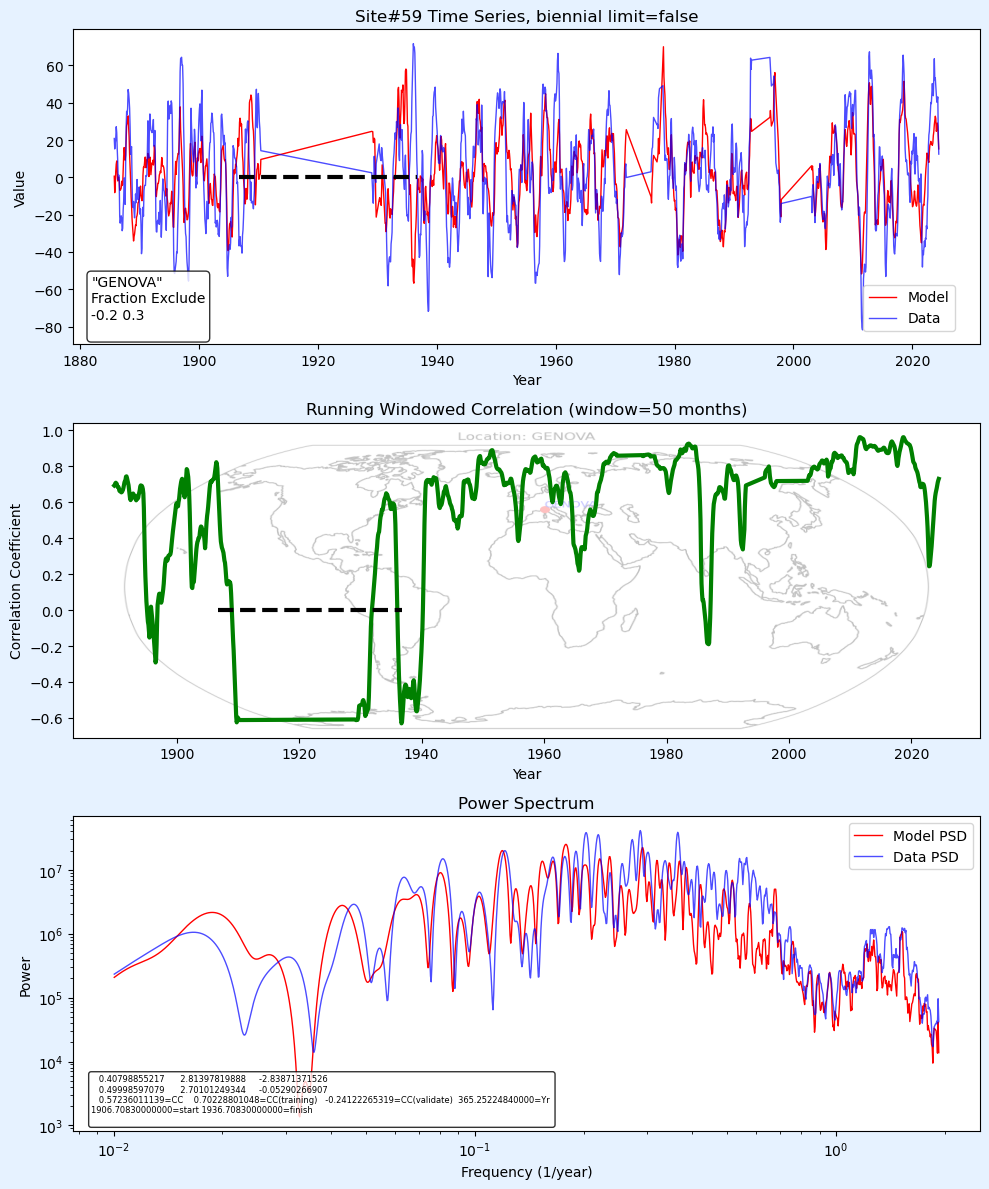 Site#59 Time Series, biennial limit=false
Value
60
40
20
0
−20
−40
−60
−80
"GENOVA"
Fraction Exclude
-0.2 0.3
Model
Data
1880 1900 1920 1940 1960 1980 2000 2020
Year
Running Windowed Correlation (window=50 months)
Location: GENOVA
Correlation Coefficient
1.0
0.8
0.6
0.4
0.2
0.0
−0.2
−0.4
−0.6
1900 1920 1940 1960 1980 2000 2020
Year
Power Spectrum
Model PSD
Data PSD
Power
10^7
10^6
10^5
10^4
10^3
0.40798855217 2.81397819888 -2.83871371526
0.49998597079 2.70101249344 -0.05290266907
0.57236011139=CC 0.70228801048=CC(training) -0.24122265319=CC(validate) 365.25224840000=Yr
1906.70830000000=start 1936.70830000000=finish
10^−2 10^−1 10^0
Frequency (1/year)